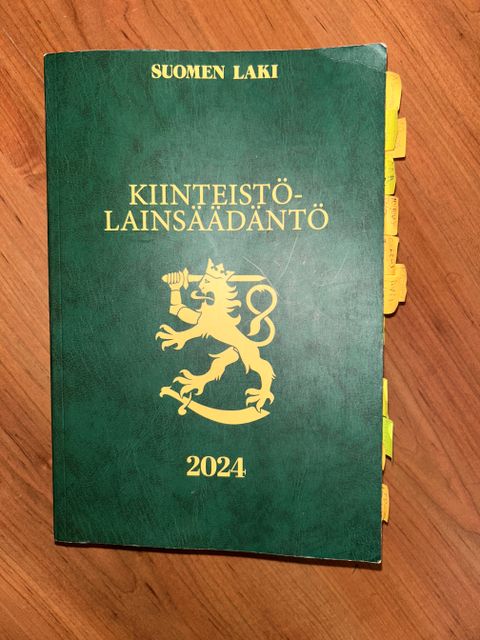 SUOMEN LAKI
KIINTEISTÖ-
LAINSÄÄDÄNTÖ
2024